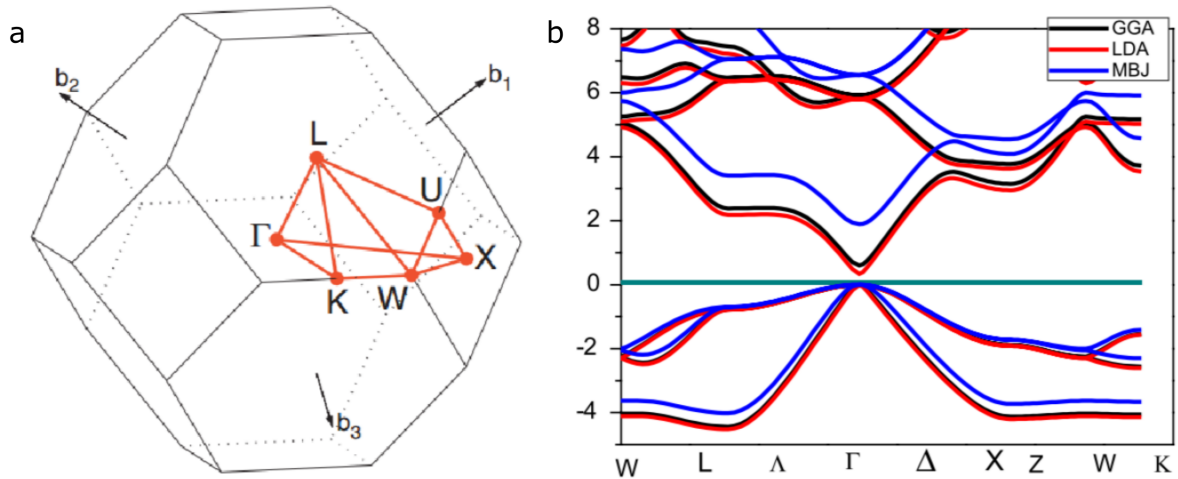 a
b₂
b₁
L
U
Γ
X
K
W
b₃
b
GGA
LDA
MBJ
8
6
4
2
0
-2
-4
W L Λ Γ Δ X Z W K